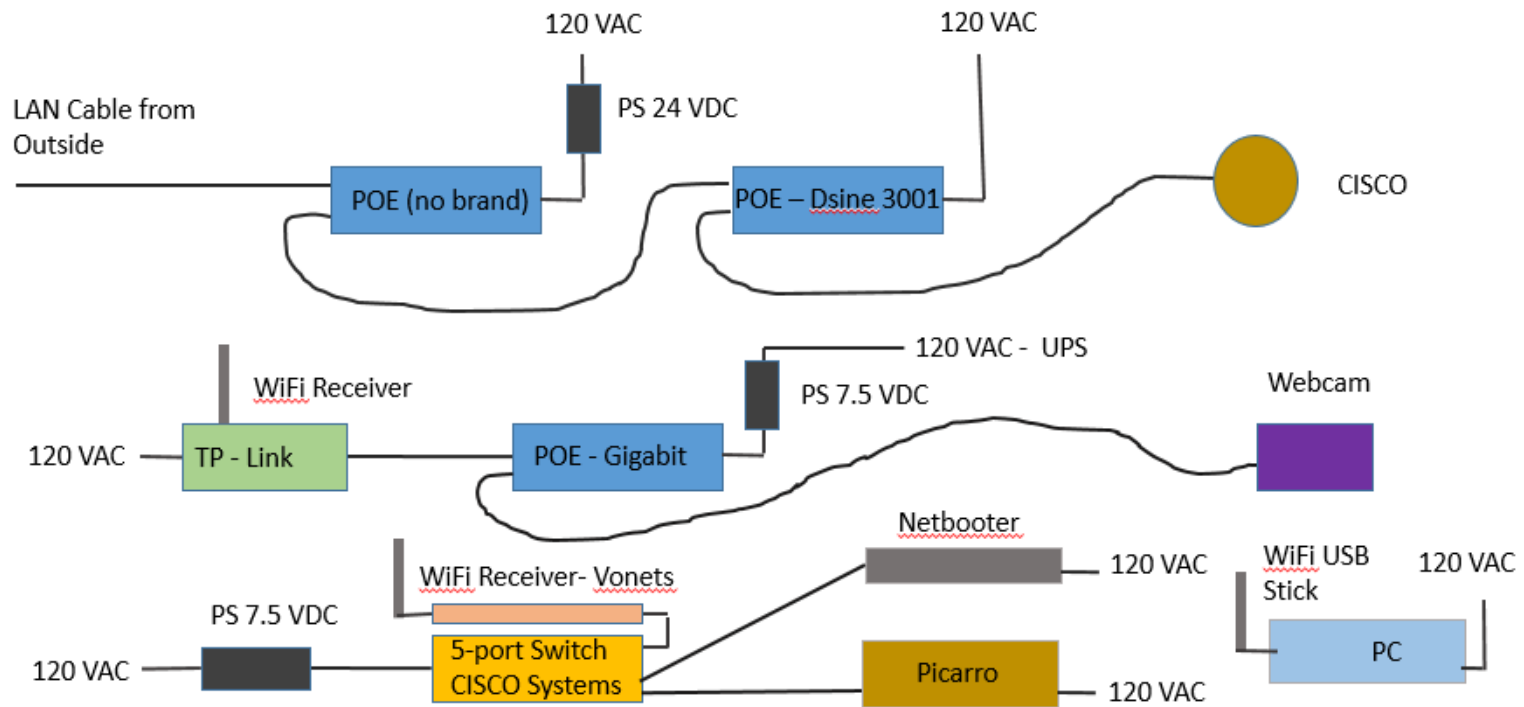 120 VAC
120 VAC
LAN Cable from
Outside
PS 24 VDC
POE (no brand)
POE – Dsine 3001
CISCO
120 VAC - UPS
WiFi Receiver
PS 7.5 VDC
Webcam
120 VAC
TP - Link
POE - Gigabit
Netbooter
WiFi Receiver- Vonets
120 VAC
WiFi USB
Stick
120 VAC
PS 7.5 VDC
120 VAC
5-port Switch
CISCO Systems
Picarro
120 VAC
PC